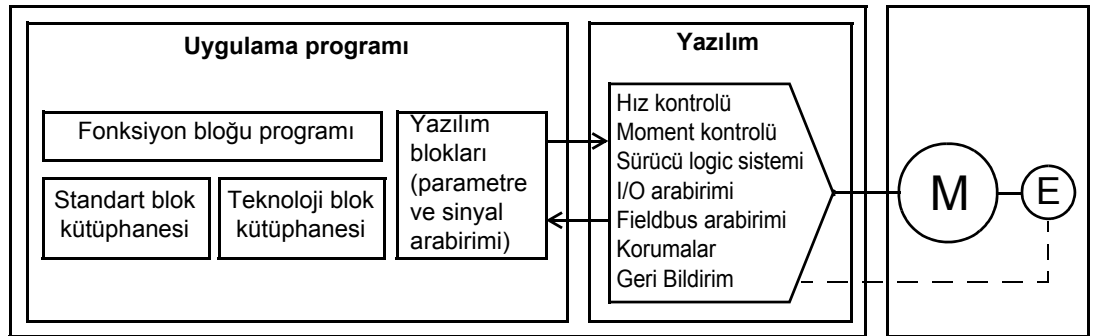 Uygulama programı
Fonksiyon bloğu programı
Standart blok
kütüphanesi
Teknoloji blok
kütüphanesi
Yazılım
blokları
(parametre
ve sinyal
arabirimi)
Yazılım
Hız kontrolü
Moment kontrolü
Sürücü logic sistemi
I/O arabirimi
Fieldbus arabirimi
Korumalar
Geri Bildirim
M
E